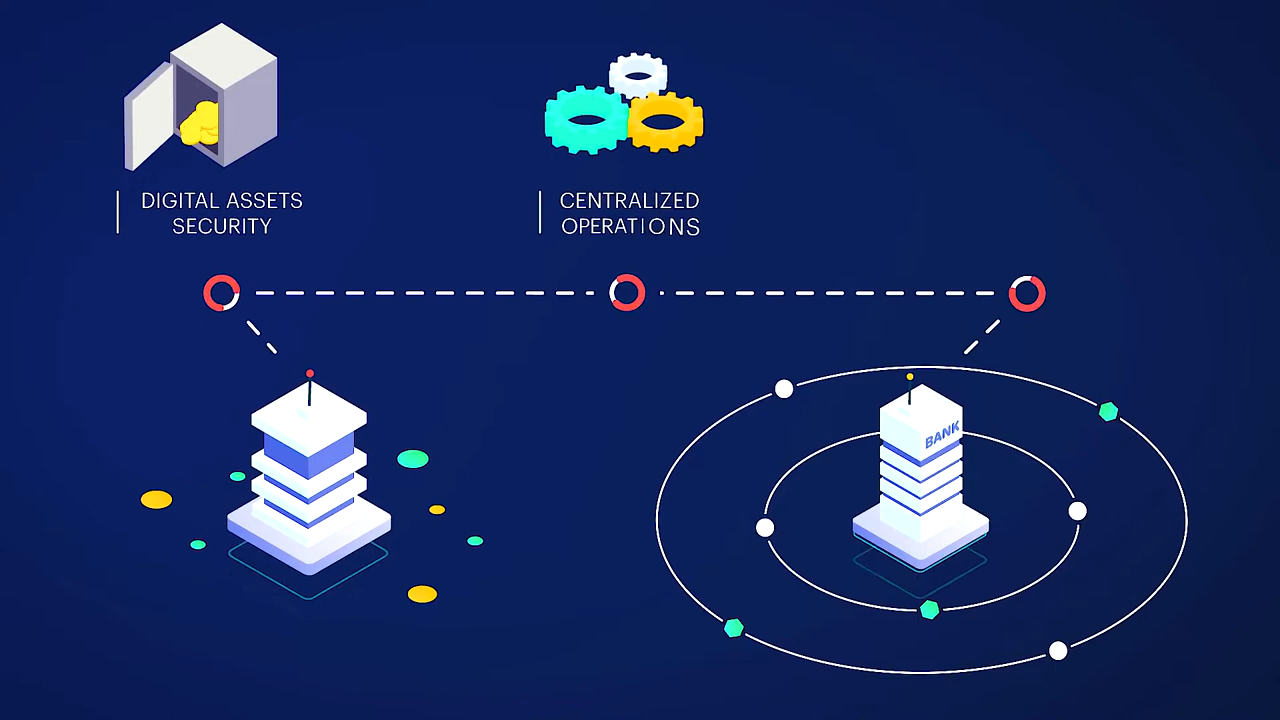 DIGITAL ASSETS
SECURITY
CENTRALIZED
OPERATIONS
BANK